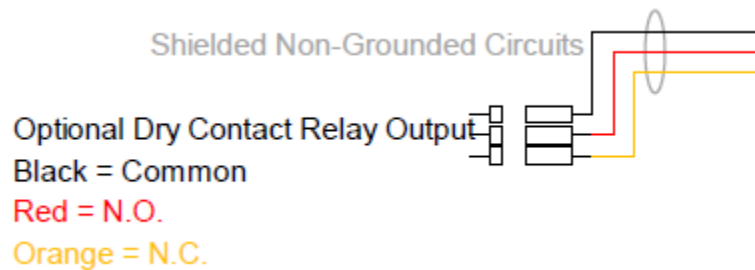 Shielded Non-Grounded Circuits
Optional Dry Contact Relay Output
Black = Common
Red = N.O.
Orange = N.C.